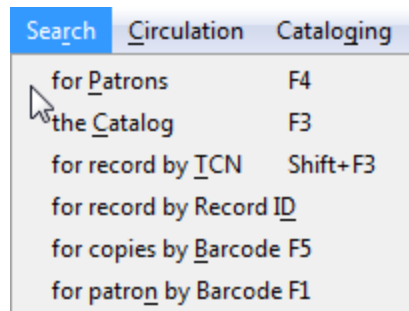 Search Circulation Cataloging
for Patrons F4
the Catalog F3
for record by TCN Shift+F3
for record by Record ID
for copies by Barcode F5
for patron by Barcode F1